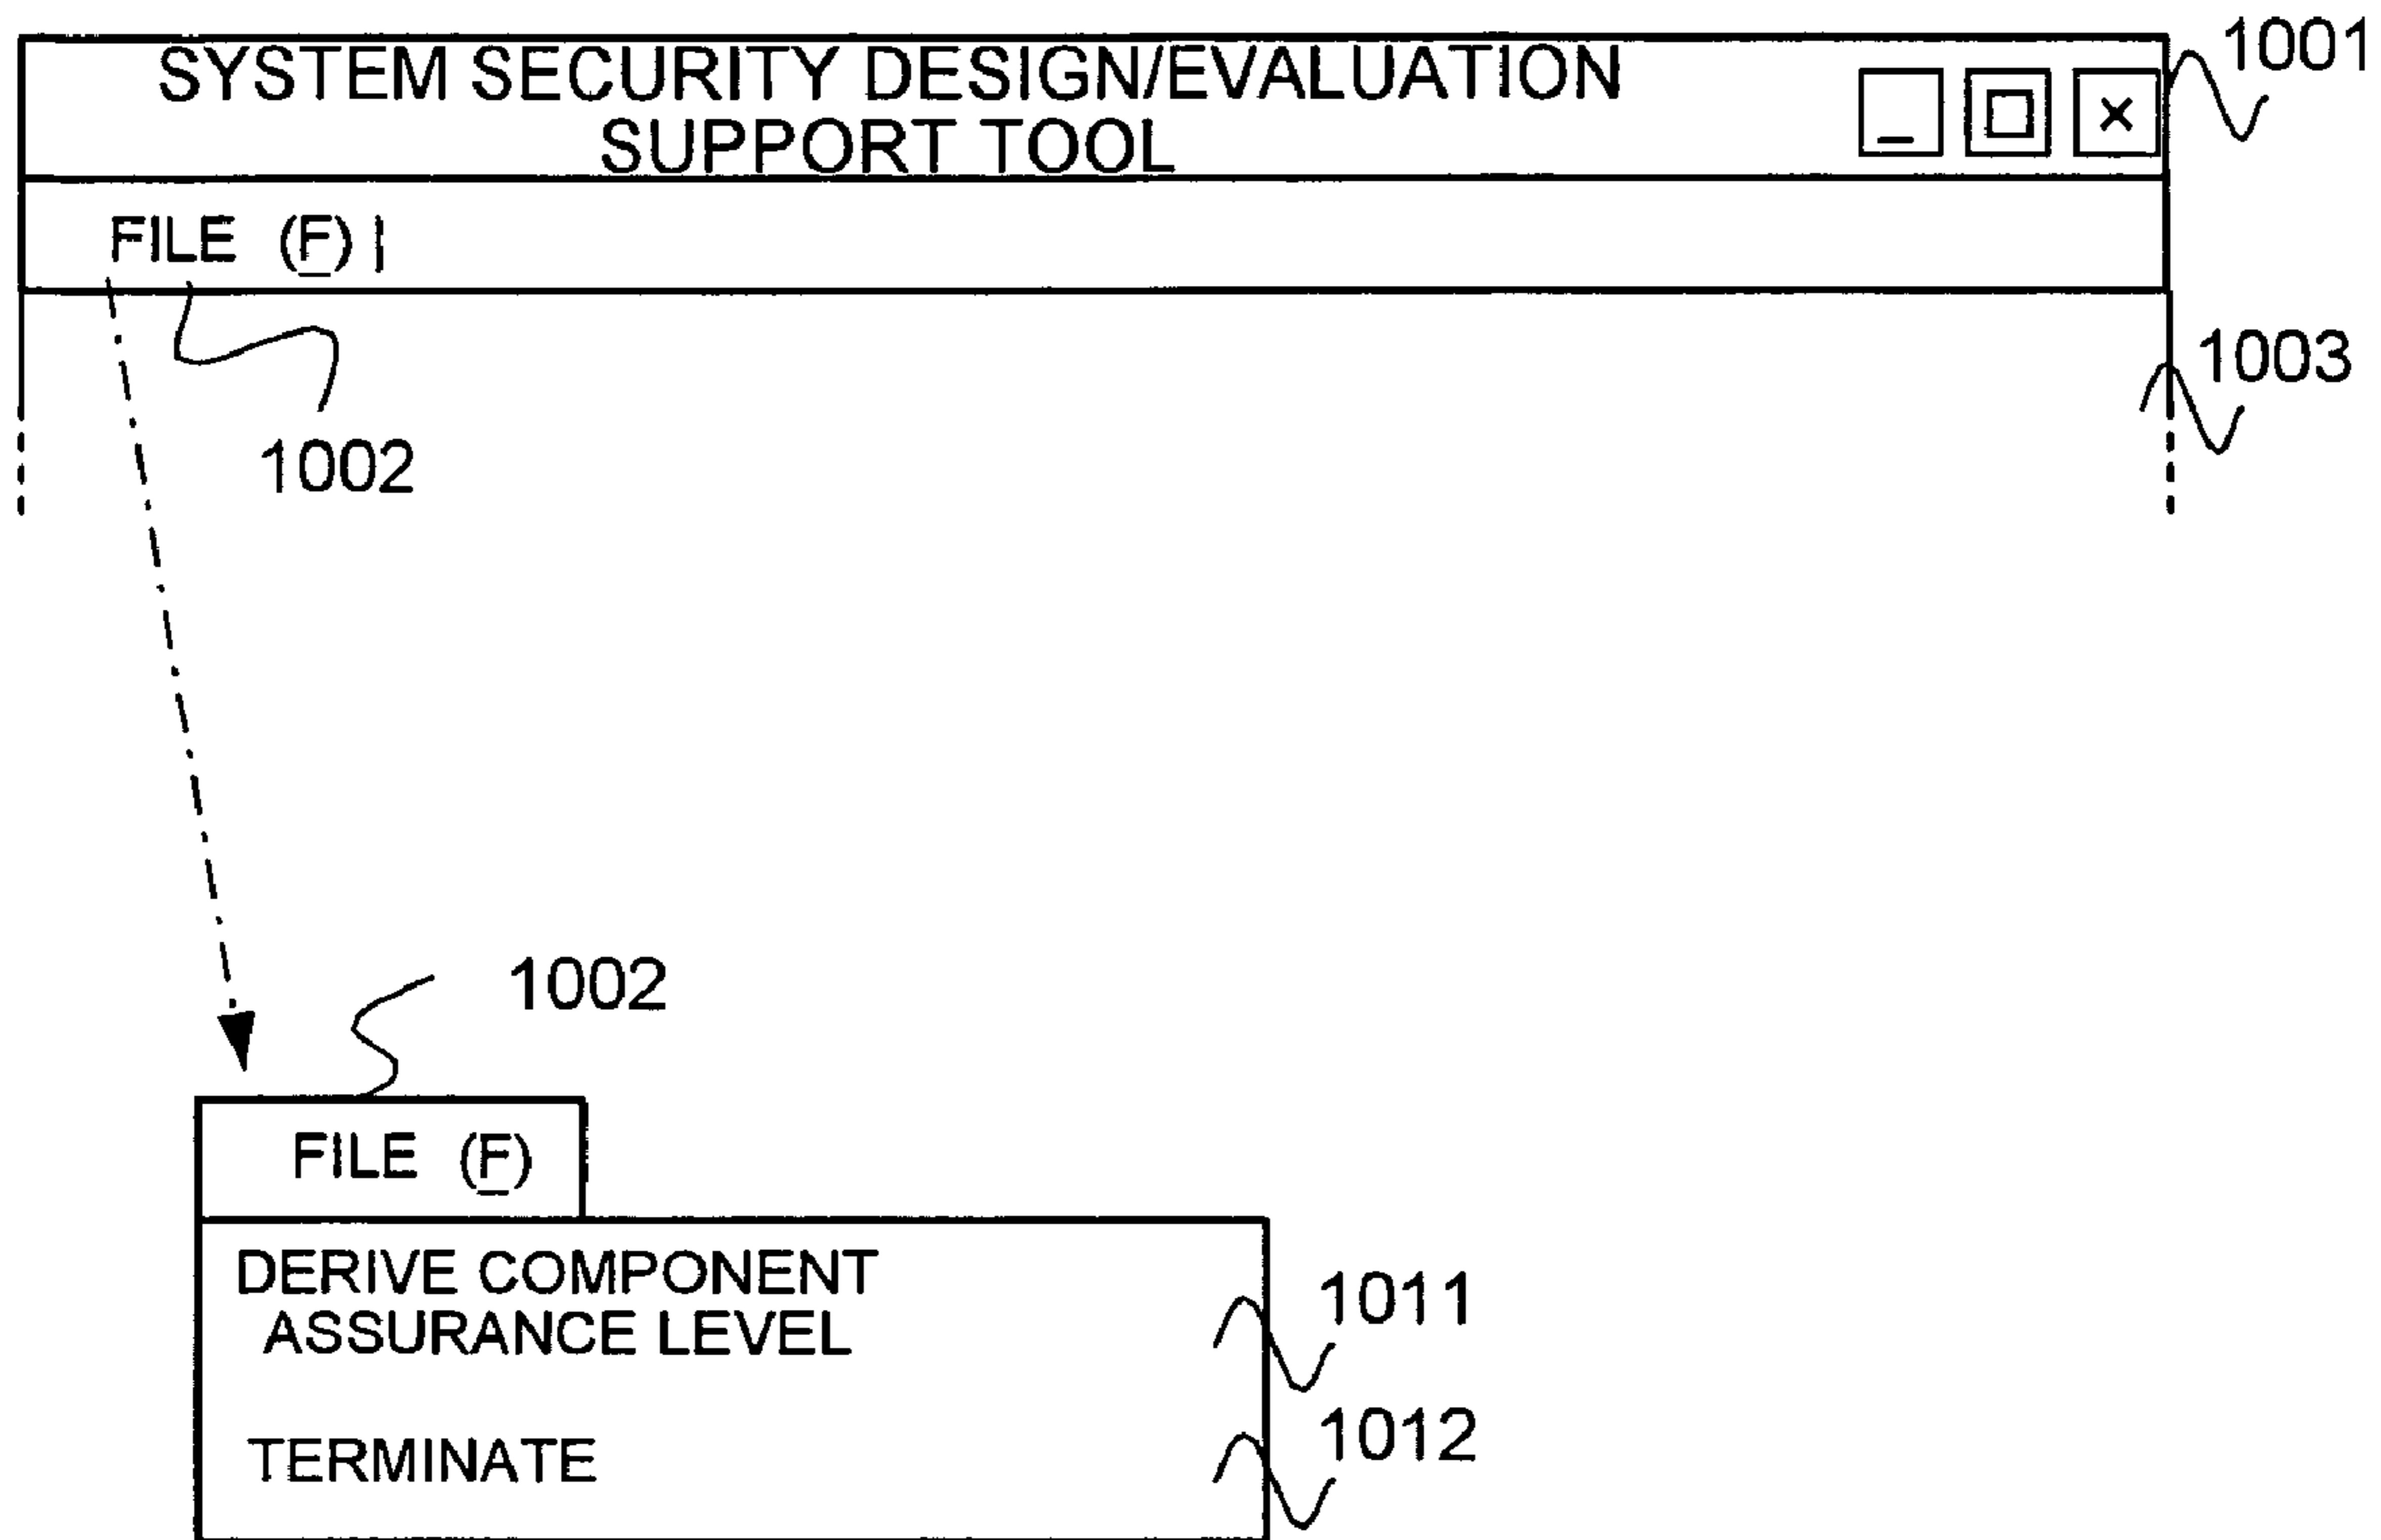 SYSTEM SECURITY DESIGN/EVALUATION
SUPPORT TOOL
1001
FILE (F) |
1003
1002
1002
FILE (F)
DERIVE COMPONENT
ASSURANCE LEVEL
1011
TERMINATE
1012